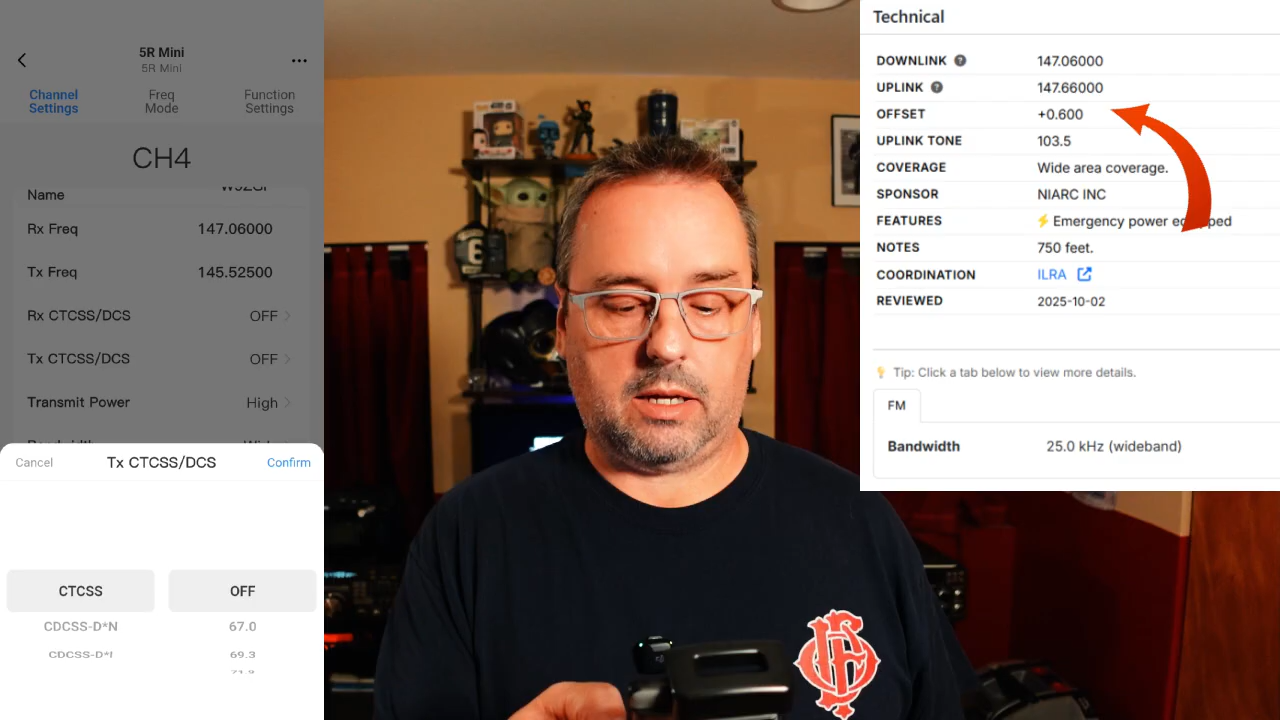 5R Mini
5R Mini
Channel Settings
Freq Mode
Function Settings
CH4
Name
Rx Freq 147.06000
Tx Freq 145.52500
Rx CTCSS/DCS OFF
Tx CTCSS/DCS OFF
Transmit Power High
Cancel Tx CTCSS/DCS Confirm
CTCSS OFF
CDCSS-D*N 67.0
CDCSS-D*I 69.3
71.9
Technical
DOWNLINK 147.06000
UPLINK 147.66000
OFFSET +0.600
UPLINK TONE 103.5
COVERAGE Wide area coverage.
SPONSOR NIARC INC
FEATURES Emergency power
NOTES 750 feet.
COORDINATION ILRA
REVIEWED 2025-10-02
Tip: Click a tab below to view more details.
FM
Bandwidth 25.0 kHz (wideband)